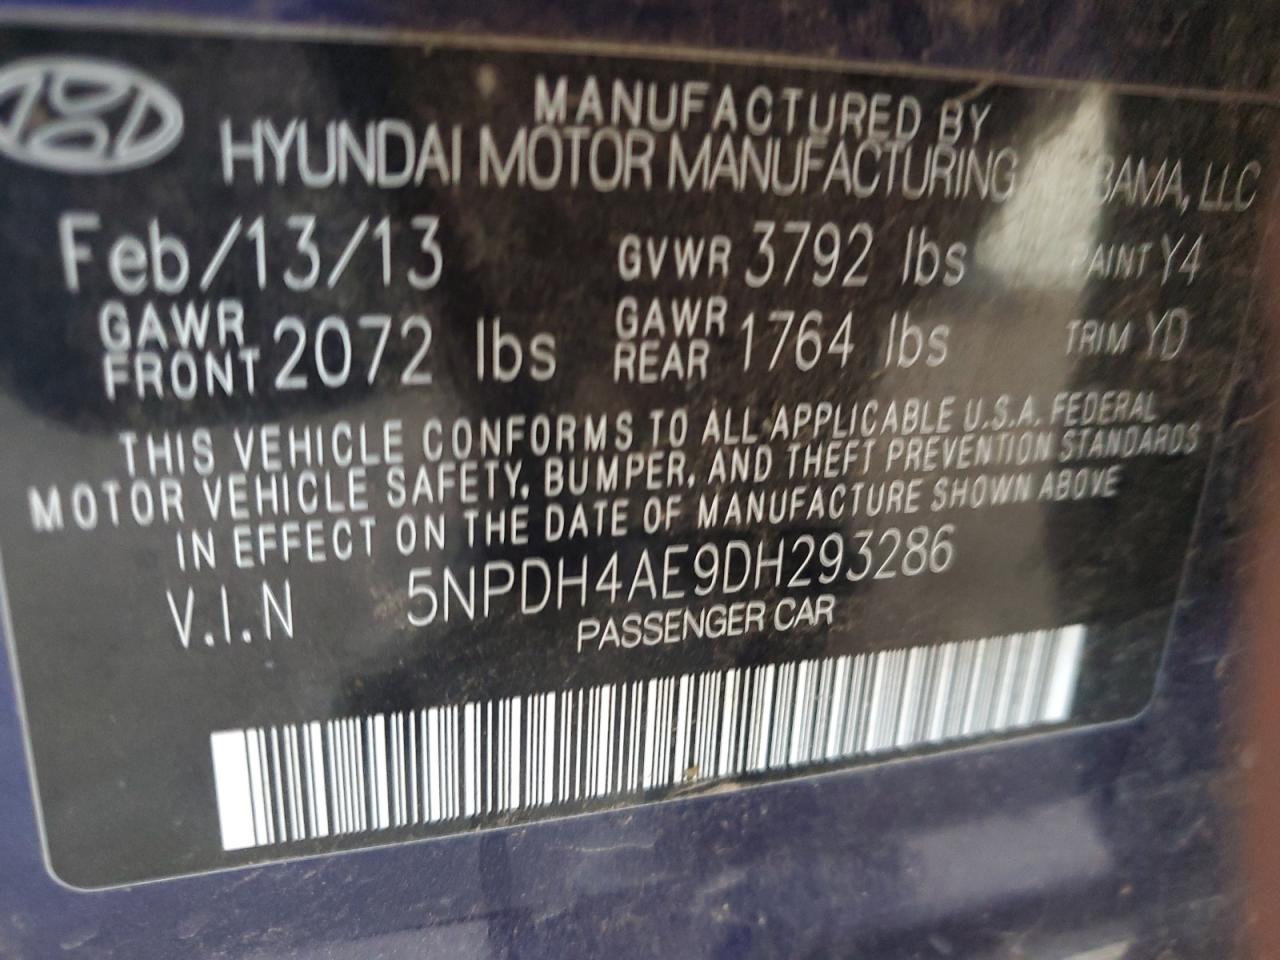 MANUFACTURED BY
HYUNDAI MOTOR MANUFACTURING LLC
Feb/13/13 GVWR 3792 lbs PAINT Y4
GAWR FRONT 2072 lbs GAWR REAR 1764 lbs TRIM YD
THIS VEHICLE CONFORMS TO ALL APPLICABLE U.S.A. FEDERAL
MOTOR VEHICLE SAFETY, BUMPER, AND THEFT PREVENTION STANDARDS
IN EFFECT ON THE DATE OF MANUFACTURE SHOWN ABOVE
V.I.N 5NPDH4AE9DH293286
PASSENGER CAR